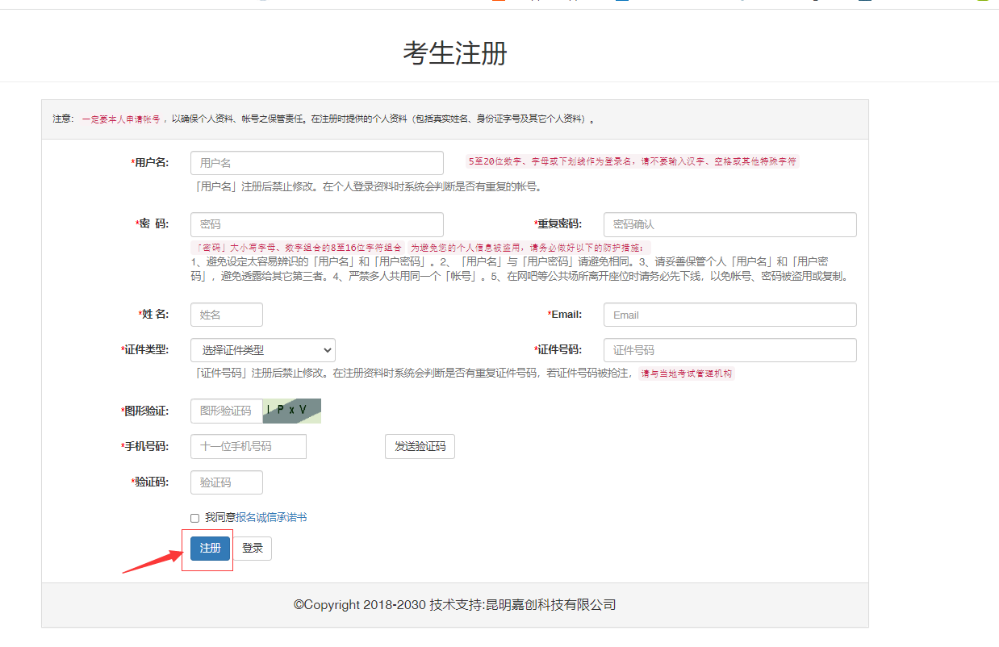 考生注册
注意： 一定要本人申请帐号 ，以确保个人资料、帐号之保管责任。在注册时提供的个人资料（包括真实姓名、身份证字号及其它个人资料）。
*用户名: 用户名 5至20位数字、字母或下划线作为登录名，请不要输入汉字、空格或其他特殊字符
「用户名」注册后禁止修改。在个人登录资料时系统会判断是否有重复的帐号。
*密 码: 密码 *重复密码: 密码确认
「密码」大小写字母、数字组合的8至16位字符组合 为避免您的个人信息被盗用，请务必做好以下的防护措施：
1、避免设定太容易辨识的「用户名」和「用户密码」。2、「用户名」与「用户密码」请避免相同。3、请妥善保管个人「用户名」和「用户密
码」，避免透露给其它第三者。4、严禁多人共用同一个「帐号」。5、在网吧等公共场所离开座位时请务必先下线，以免帐号、密码被盗用或复制。
*姓 名: 姓名 *Email: Email
*证件类型: 选择证件类型 *证件号码: 证件号码
「证件号码」注册后禁止修改。在注册资料时系统会判断是否有重复证件号码，若证件号码被抢注， 请与当地考试管理机构
*图形验证: 图形验证码 I P x V
*手机号码: 十一位手机号码 发送验证码
*验证码: 验证码
我同意报名诚信承诺书
注册 登录
©Copyright 2018-2030 技术支持:昆明嘉创科技有限公司